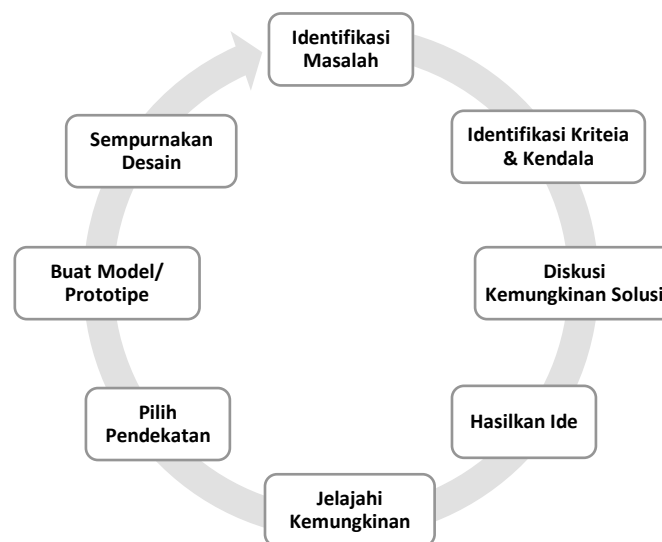 Identifikasi
Masalah
Identifikasi Kriteia
& Kendala
Diskusi
Kemungkinan Solusi
Hasilkan Ide
Jelajahi
Kemungkinan
Pilih
Pendekatan
Buat Model/
Prototipe
Sempurnakan
Desain